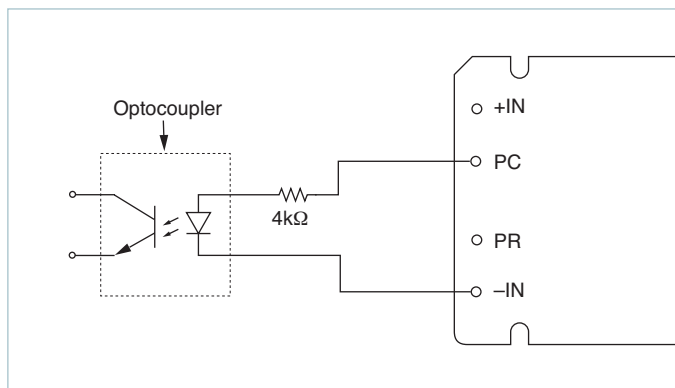 Optocoupler
4kΩ
+IN
PC
PR
–IN